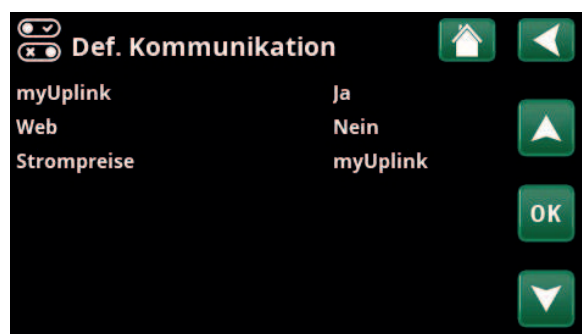 Def. Kommunikation
myUplink Ja
Web Nein
Strompreise myUplink
OK